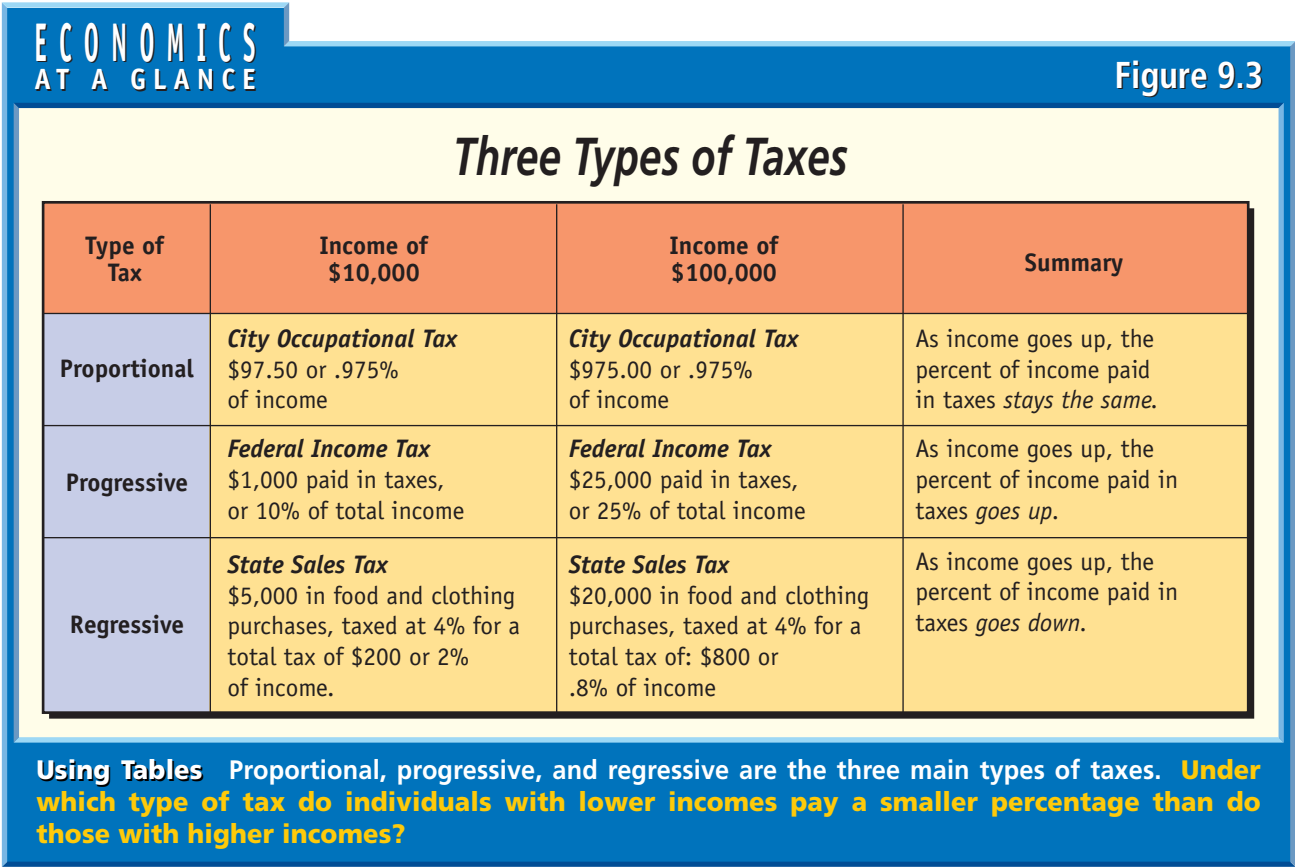 ECONOMICS
AT A GLANCE
Figure 9.3
Three Types of Taxes
Type of
Tax
Income of
$10,000
Income of
$100,000
Summary
Proportional
City Occupational Tax
$97.50 or .975%
of income
City Occupational Tax
$975.00 or .975%
of income
As income goes up, the
percent of income paid
in taxes stays the same.
Progressive
Federal Income Tax
$1,000 paid in taxes,
or 10% of total income
Federal Income Tax
$25,000 paid in taxes,
or 25% of total income
As income goes up, the
percent of income paid in
taxes goes up.
Regressive
State Sales Tax
$5,000 in food and clothing
purchases, taxed at 4% for a
total tax of $200 or 2%
of income.
State Sales Tax
$20,000 in food and clothing
purchases, taxed at 4% for a
total tax of: $800 or
.8% of income
As income goes up, the
percent of income paid in
taxes goes down.
Using Tables Proportional, progressive, and regressive are the three main types of taxes. Under
which type of tax do individuals with lower incomes pay a smaller percentage than do
those with higher incomes?